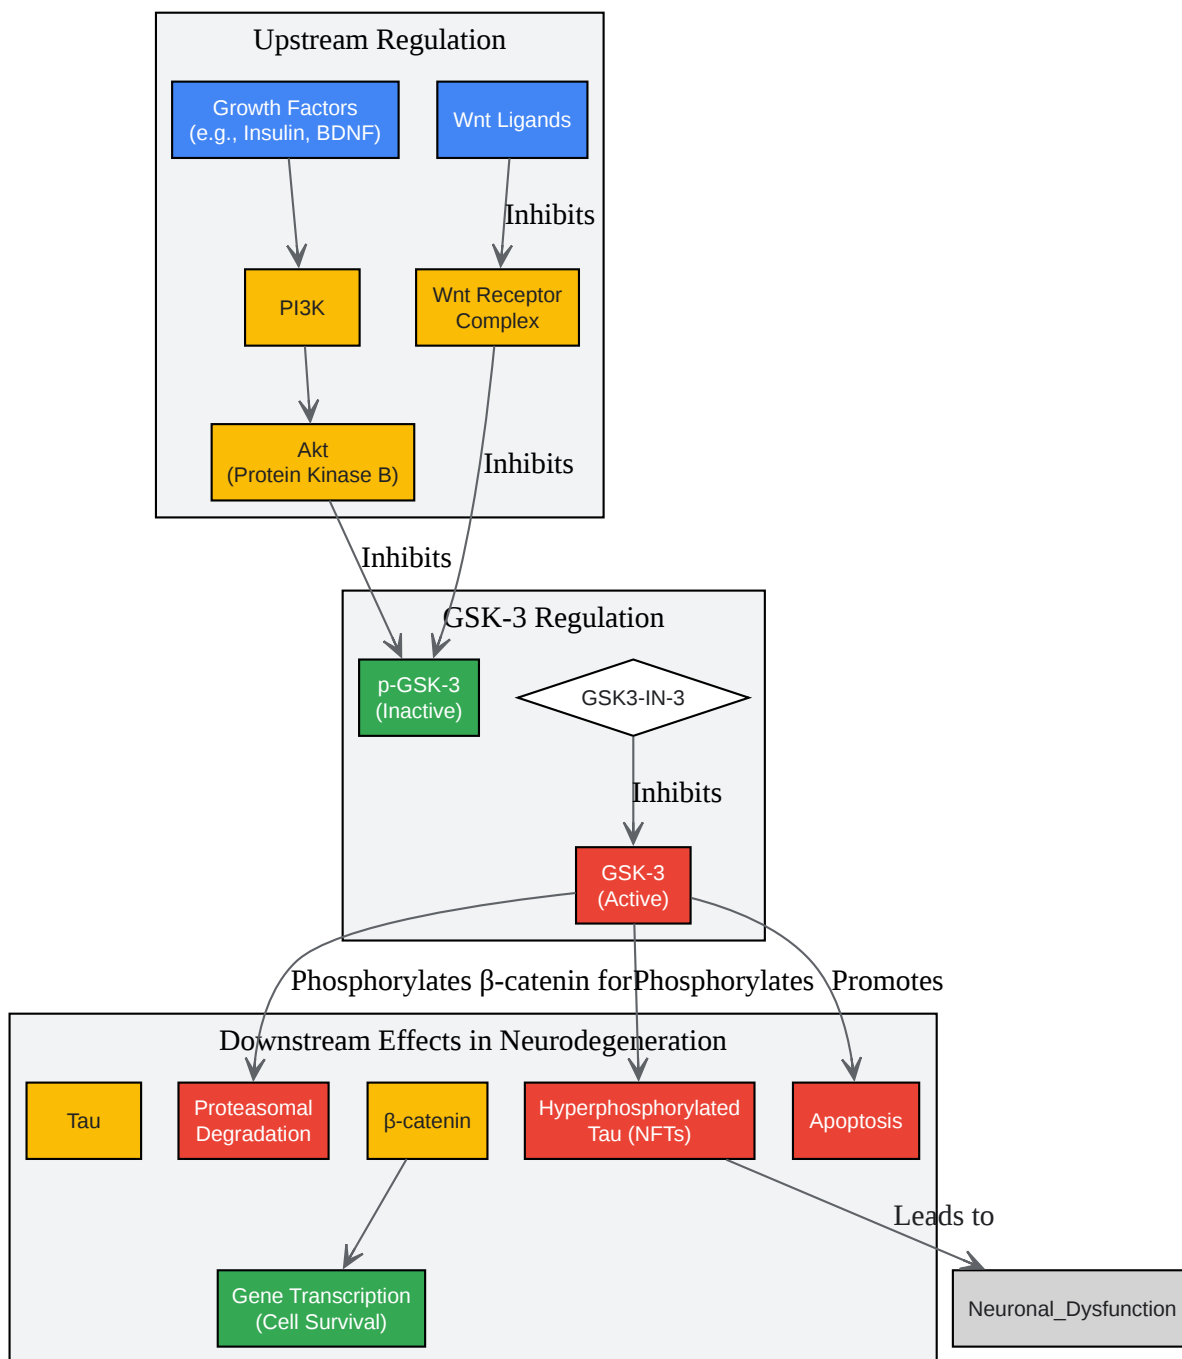 Upstream Regulation
Growth Factors
(e.g., Insulin, BDNF)
Wnt Ligands
Inhibits
PI3K
Wnt Receptor
Complex
Akt
(Protein Kinase B)
Inhibits
Inhibits
GSK-3 Regulation
p-GSK-3
(Inactive)
GSK3-IN-3
Inhibits
GSK-3
(Active)
Phosphorylates β-catenin for
Phosphorylates
Promotes
Downstream Effects in Neurodegeneration
Tau
Proteasomal
Degradation
β-catenin
Hyperphosphorylated
Tau (NFTs)
Apoptosis
Leads to
Gene Transcription
(Cell Survival)
Neuronal_Dysfunction